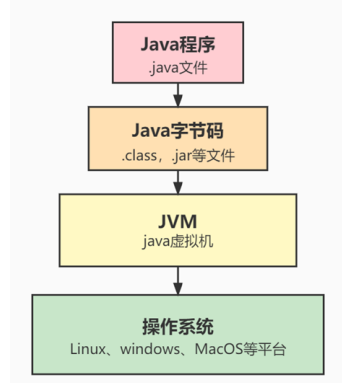 Java程序
.java文件
Java字节码
.class，.jar等文件
JVM
java虚拟机
操作系统
Linux、windows、MacOS等平台